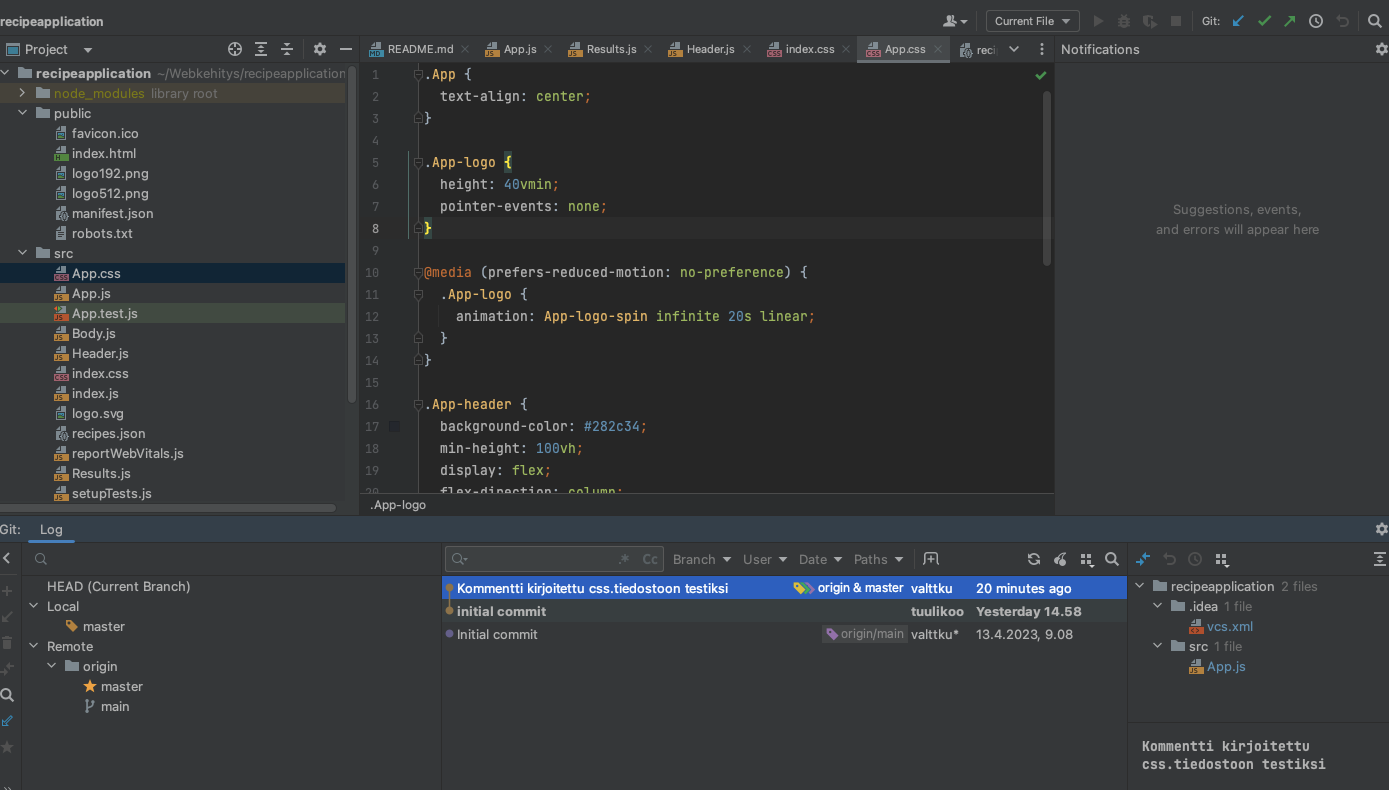 recipeapplication
Current File
Git:
Project
README.md
App.js
Results.js
Header.js
index.css
App.css
reci
Notifications
recipeapplication ~/Webkehitys/recipeapplication
node_modules library root
public
favicon.ico
index.html
logo192.png
logo512.png
manifest.json
robots.txt
src
App.css
App.js
App.test.js
Body.js
Header.js
index.css
index.js
logo.svg
recipes.json
reportWebVitals.js
Results.js
setupTests.js
1 .App {
2 text-align: center;
3 }
4
5 .App-logo {
6 height: 40vmin;
7 pointer-events: none;
8 }
9
10 @media (prefers-reduced-motion: no-preference) {
11 .App-logo {
12 animation: App-logo-spin infinite 20s linear;
13 }
14 }
15
16 .App-header {
17 background-color: #282c34;
18 min-height: 100vh;
19 display: flex;
20 flex-direction: column;
.App-logo
Suggestions, events,
and errors will appear here
Git: Log
HEAD (Current Branch)
Local
master
Remote
origin
master
main
.* Cc Branch User Date Paths
Kommentti kirjoitettu css.tiedostoon testiksi origin & master valttku 20 minutes ago
initial commit tuulikoo Yesterday 14.58
Initial commit origin/main valttku* 13.4.2023, 9.08
recipeapplication 2 files
.idea 1 file
vcs.xml
src 1 file
App.js
Kommentti kirjoitettu
css.tiedostoon testiksi